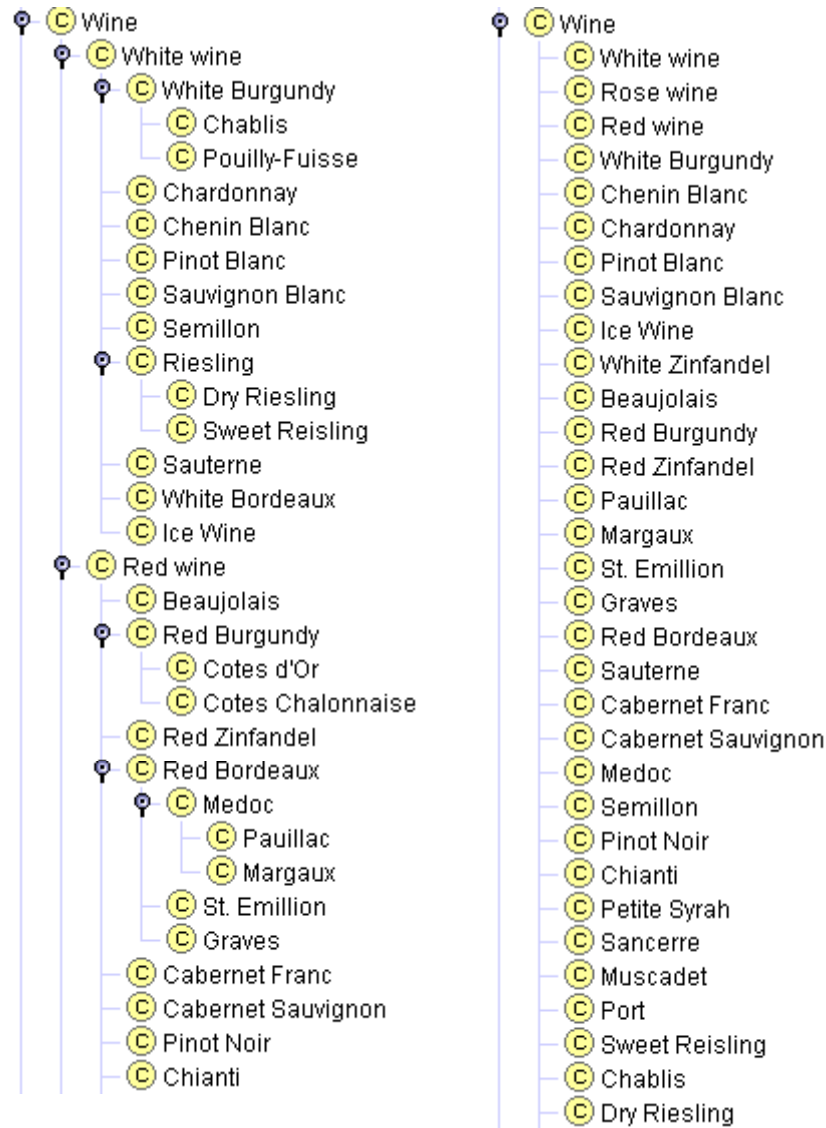 Wine
White wine
White Burgundy
Chablis
Pouilly-Fuisse
Chardonnay
Chenin Blanc
Pinot Blanc
Sauvignon Blanc
Semillon
Riesling
Dry Riesling
Sweet Reisling
Sauterne
White Bordeaux
Ice Wine
Red wine
Beaujolais
Red Burgundy
Cotes d'Or
Cotes Chalonnaise
Red Zinfandel
Red Bordeaux
Medoc
Pauillac
Margaux
St. Emillion
Graves
Cabernet Franc
Cabernet Sauvignon
Pinot Noir
Chianti
Wine
White wine
Rose wine
Red wine
White Burgundy
Chenin Blanc
Chardonnay
Pinot Blanc
Sauvignon Blanc
Ice Wine
White Zinfandel
Beaujolais
Red Burgundy
Red Zinfandel
Pauillac
Margaux
St. Emillion
Graves
Red Bordeaux
Sauterne
Cabernet Franc
Cabernet Sauvignon
Medoc
Semillon
Pinot Noir
Chianti
Petite Syrah
Sancerre
Muscadet
Port
Sweet Reisling
Chablis
Dry Riesling